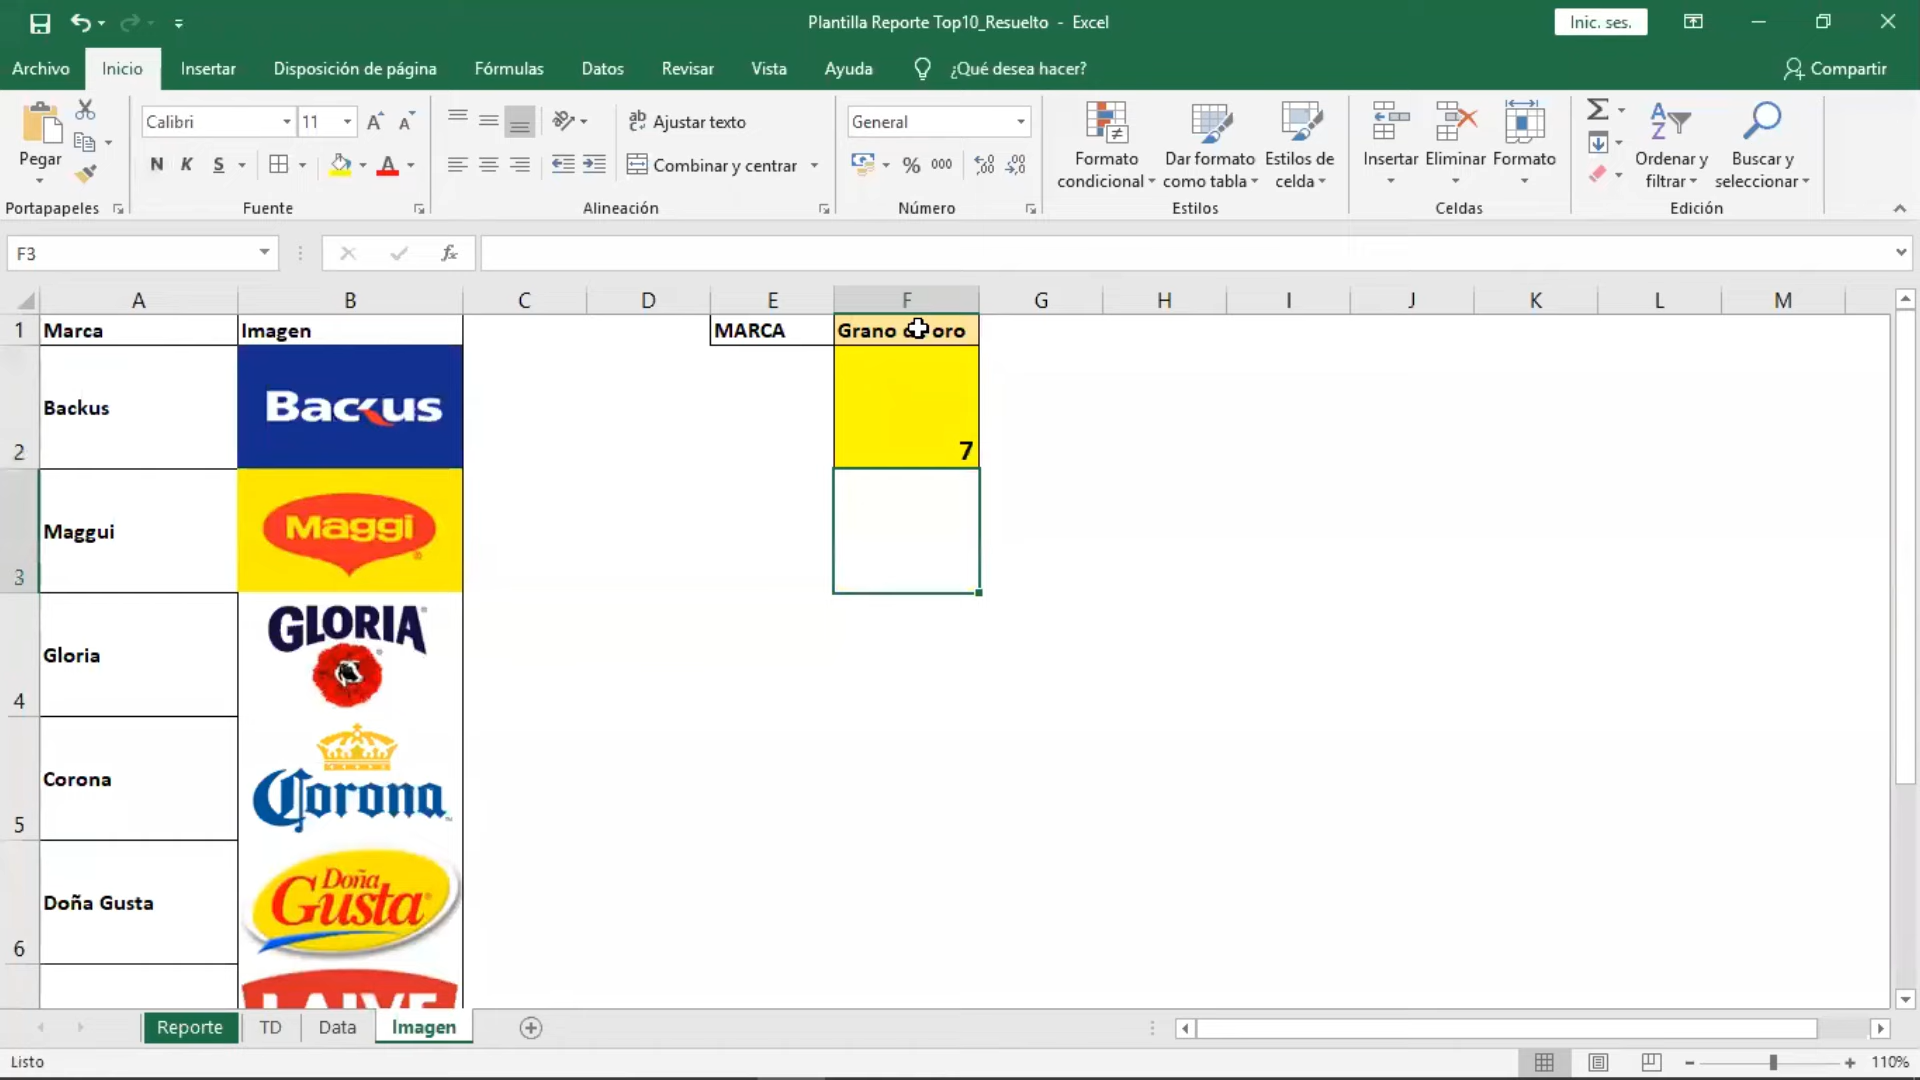 Plantilla Reporte Top10_Resuelto - Excel
Inic. ses.
Archivo Inicio Insertar Disposición de página Fórmulas Datos Revisar Vista Ayuda ¿Qué desea hacer? Compartir
Pegar
Portapapeles
Calibri 11
N K S
Fuente
Ajustar texto
Combinar y centrar
Alineación
General
% 000
Número
Formato condicional
Dar formato como tabla
Estilos de celda
Estilos
Insertar Eliminar Formato
Celdas
Ordenar y filtrar
Buscar y seleccionar
Edición
F3
fx
A B C D E F G H I J K L M
1 Marca Imagen MARCA Grano oro
2 Backus Backus 7
3 Maggui Maggi
4 Gloria GLORIA
5 Corona Corona
6 Doña Gusta Doña Gusta
LAIVE
Reporte TD Data Imagen
Listo
110%